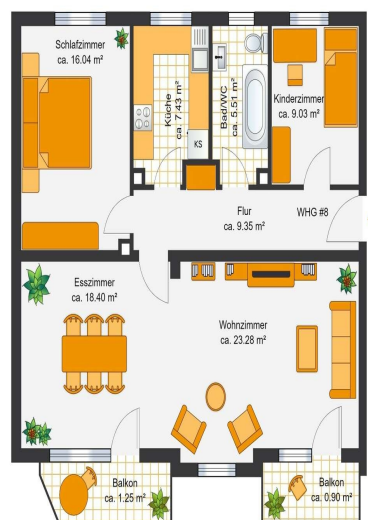 Schlafzimmer
ca. 16.04 m²
Küche
ca. 7.43 m²
KS
Bad/WC
ca. 5.51 m²
Kinderzimmer
ca. 9.03 m²
Flur
ca. 9.35 m²
WHG #8
Esszimmer
ca. 18.40 m²
Wohnzimmer
ca. 23.28 m²
Balkon
ca. 1.25 m²
Balkon
ca. 0.90 m²